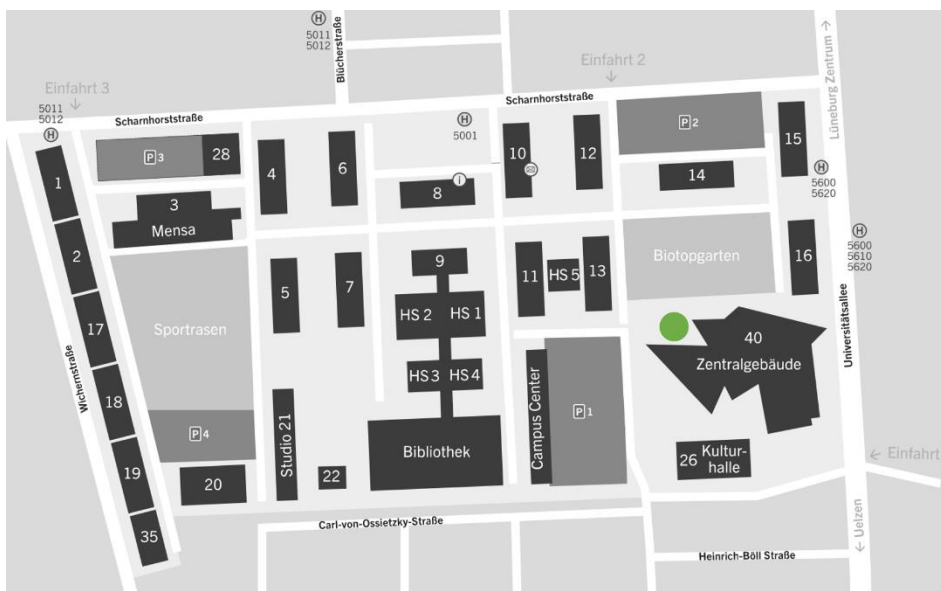 H
5011
5012
Blücherstraße
Einfahrt 3
Einfahrt 2
Lüneburg Zentrum
5011
5012
H
Scharnhorststraße
Scharnhorststraße
H
5001
P 3
28
P 2
15
1
4
6
10
12
14
8
i
H
5600
5620
3
Mensa
2
H
5600
5610
5620
9
11
HS 5
13
Biotopgarten
16
5
7
17
Sportrasen
HS 2
HS 1
40
Zentralgebäude
Universitätsallee
Wichernstraße
18
HS 3
HS 4
Campus Center
P 1
P 4
Studio 21
Bibliothek
26
Kultur-
halle
Einfahrt
19
20
22
35
Carl-von-Ossietzky-Straße
Heinrich-Böll Straße
Uelzen